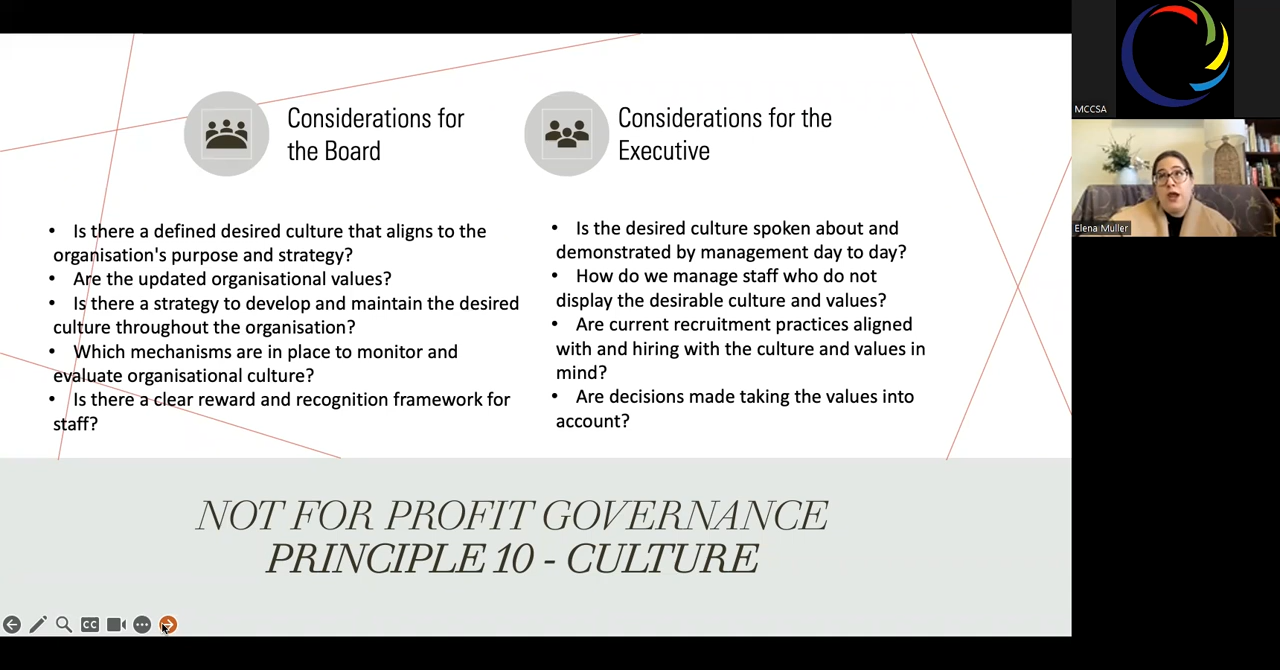 Considerations for
the Board
• Is there a defined desired culture that aligns to the
organisation's purpose and strategy?
• Are the updated organisational values?
• Is there a strategy to develop and maintain the desired
culture throughout the organisation?
• Which mechanisms are in place to monitor and
evaluate organisational culture?
• Is there a clear reward and recognition framework for
staff?
Considerations for the
Executive
• Is the desired culture spoken about and
demonstrated by management day to day?
• How do we manage staff who do not
display the desirable culture and values?
• Are current recruitment practices aligned
with and hiring with the culture and values in
mind?
• Are decisions made taking the values into
account?
NOT FOR PROFIT GOVERNANCE
PRINCIPLE 10 - CULTURE
CC
MCCSA
Elena Muller